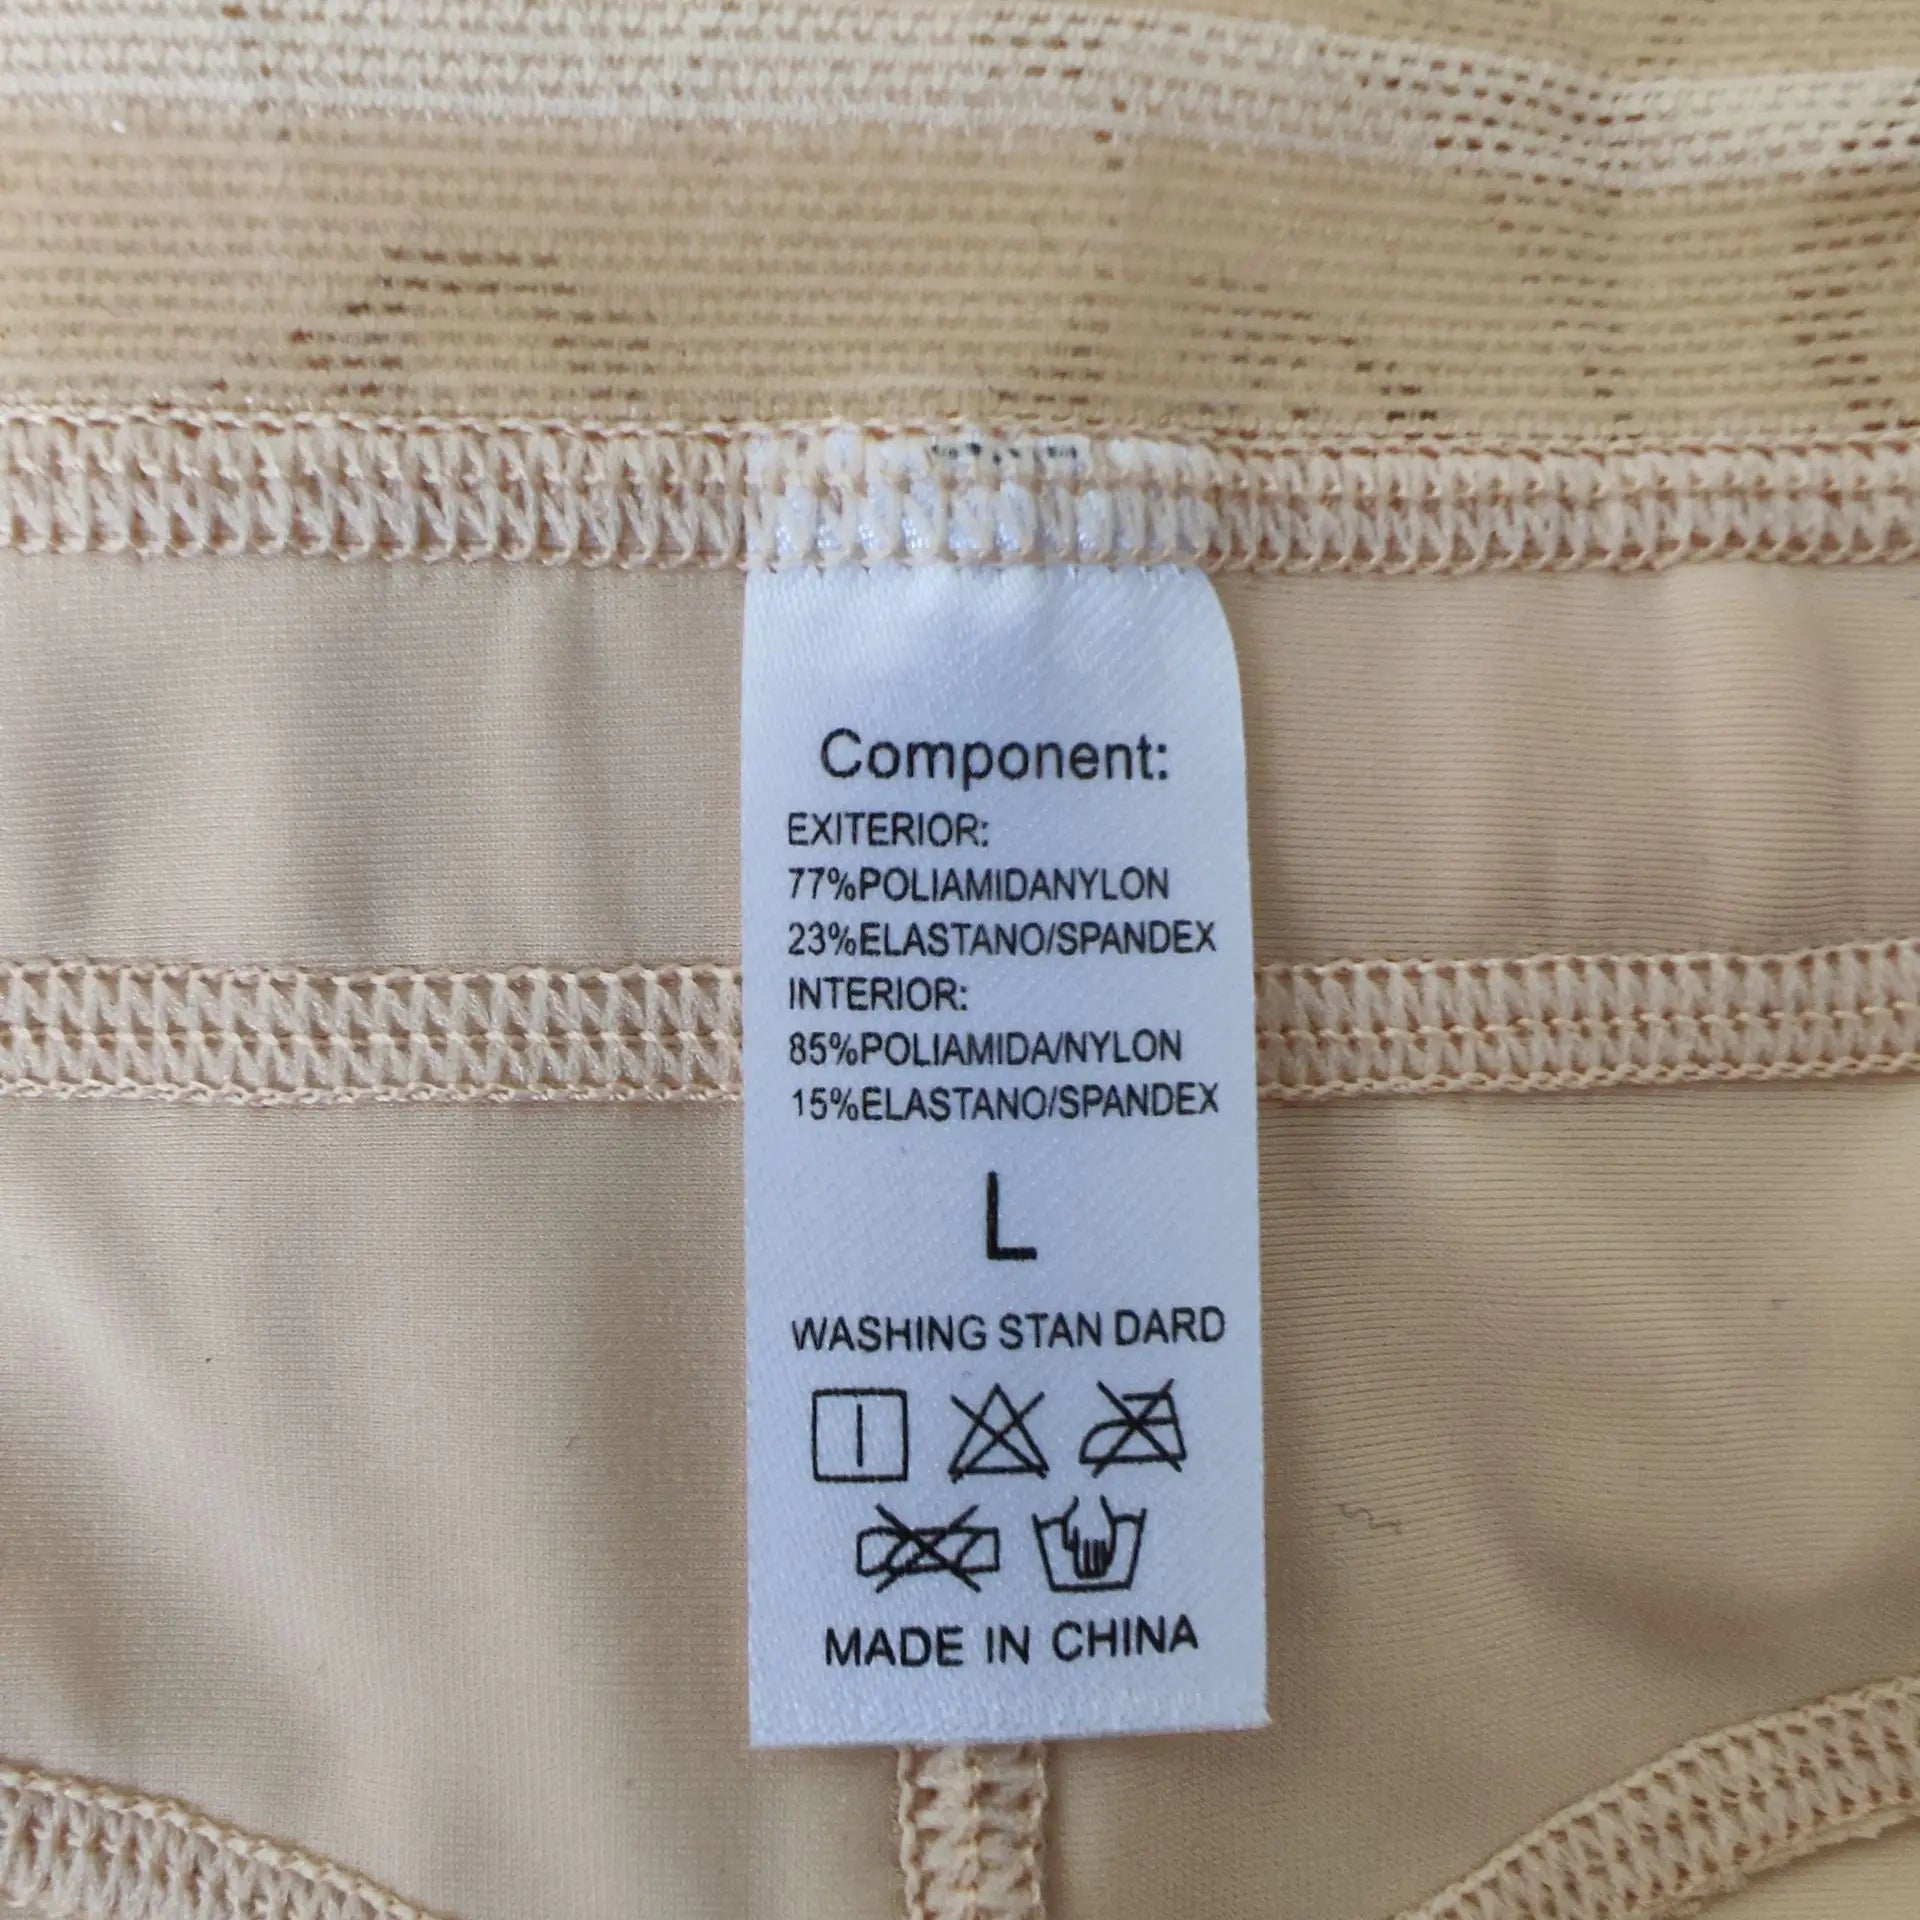 Component:
EXITERIOR:
77%POLIAMIDANYLON
23%ELASTANO/SPANDEX
INTERIOR:
85%POLIAMIDA/NYLON
15%ELASTANO/SPANDEX
L
WASHING STAN DARD
MADE IN CHINA